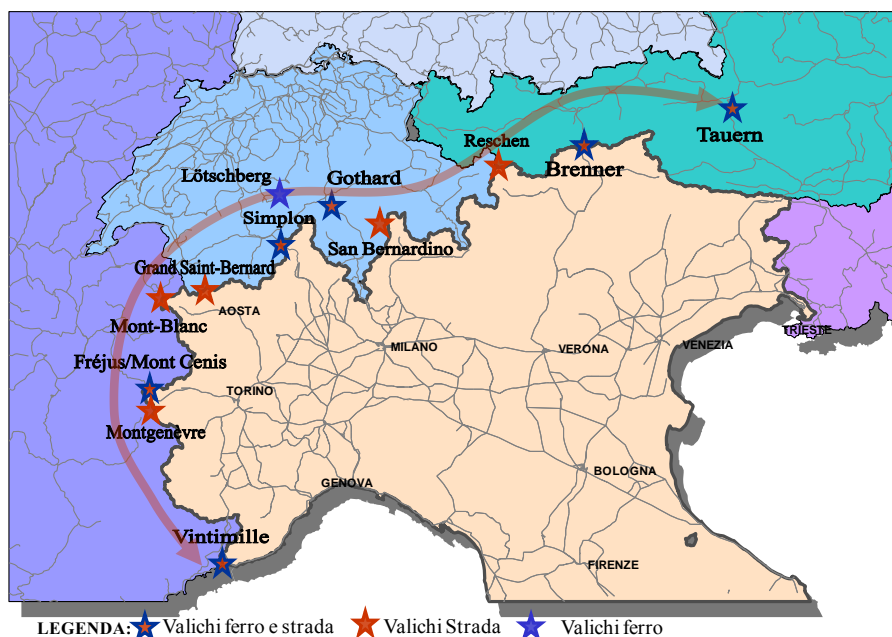 Tauern
Reschen
Brenner
Lötschberg
Gothard
Simplon
San Bernardino
Grand Saint-Bernard
AOSTA
Mont-Blanc
TRIESTE
MILANO
VERONA
VENEZIA
Fréjus/Mont Cenis
TORINO
Montgenèvre
BOLOGNA
GENOVA
Vintimille
FIRENZE
LEGENDA: Valichi ferro e strada Valichi Strada Valichi ferro